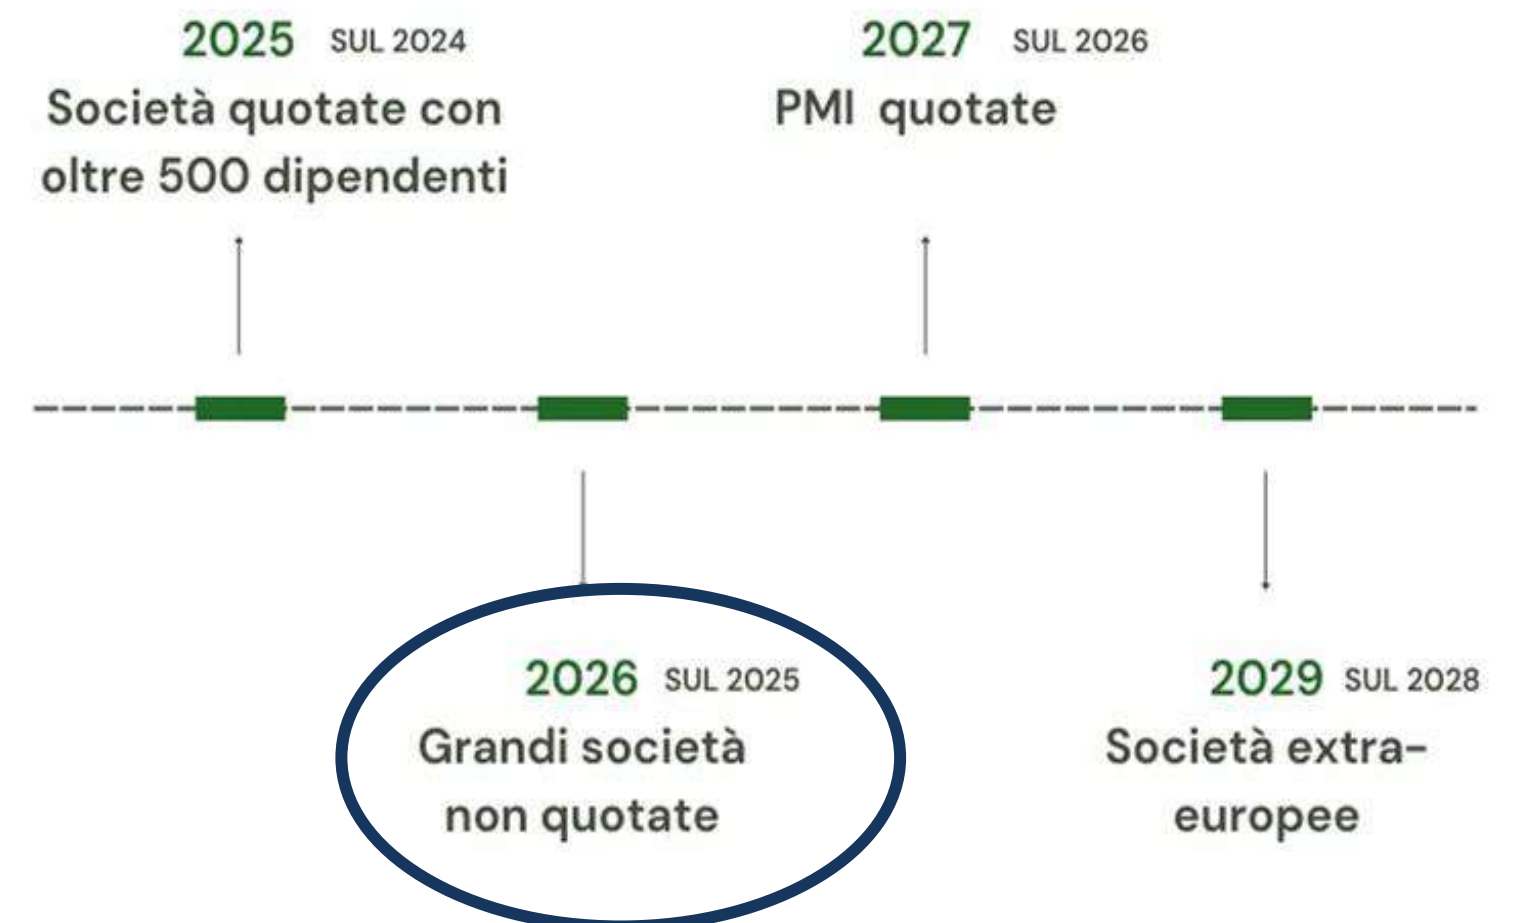 2025 SUL 2024
Società quotate con
oltre 500 dipendenti
2027 SUL 2026
PMI quotate
2026 SUL 2025
Grandi società
non quotate
2029 SUL 2028
Società extra-
europee